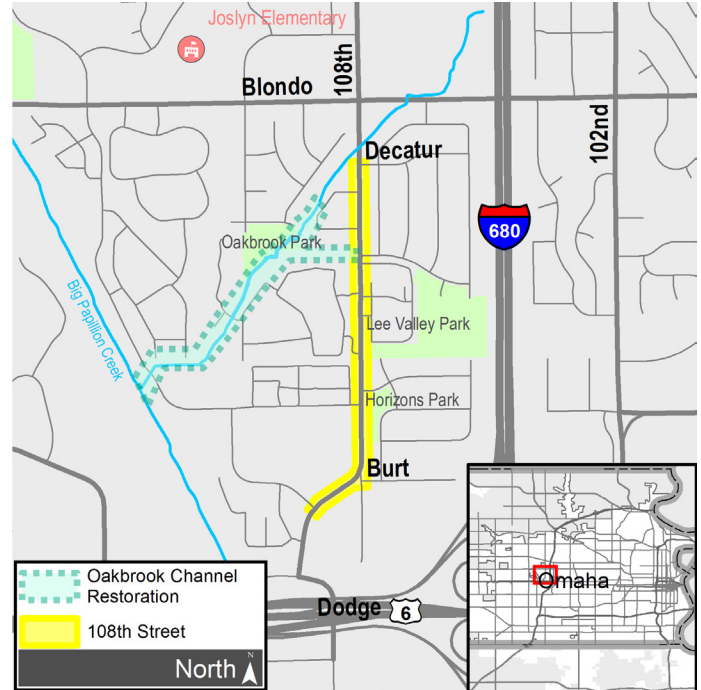 Joslyn Elementary
108th
Blondo
Decatur
102nd
680
Oakbrook Park
Big Papillion Creek
Lee Valley Park
Horizons Park
Burt
Omaha
Oakbrook Channel
Restoration
108th Street
Dodge 6
North N